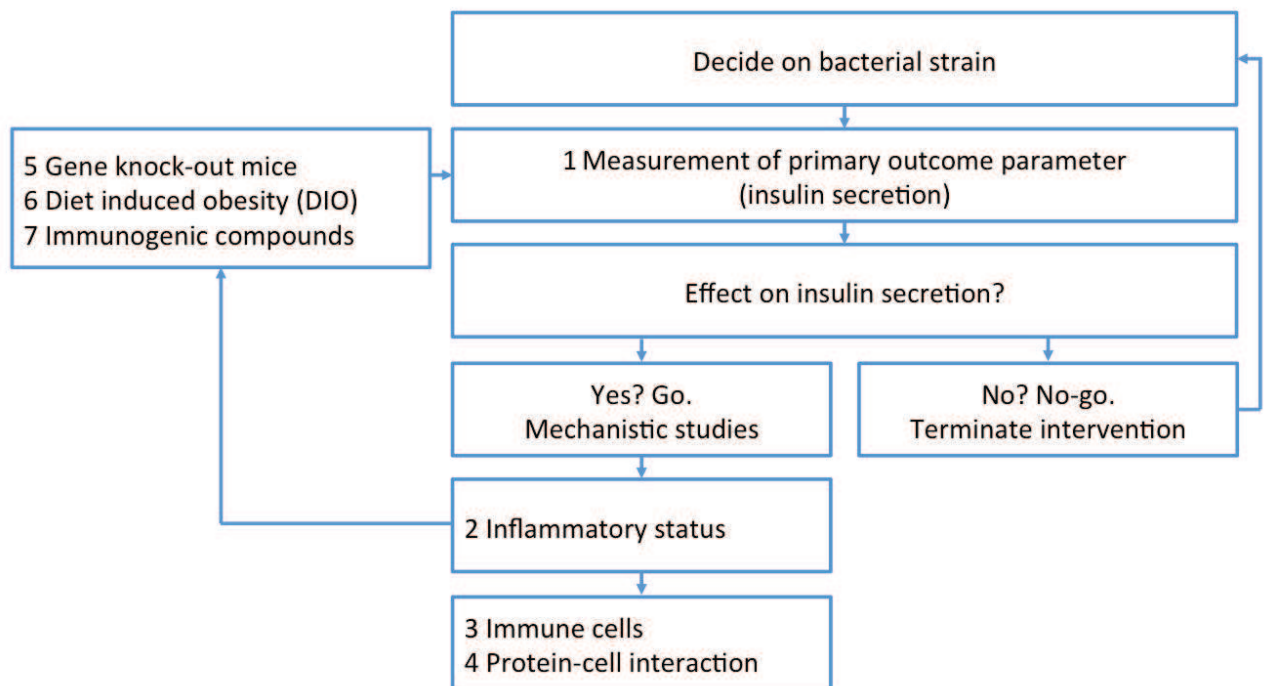 Decide on bacterial strain
5 Gene knock-out mice
6 Diet induced obesity (DIO)
7 Immunogenic compounds
1 Measurement of primary outcome parameter
(insulin secretion)
Effect on insulin secretion?
Yes? Go.
Mechanistic studies
No? No-go.
Terminate intervention
2 Inflammatory status
3 Immune cells
4 Protein-cell interaction